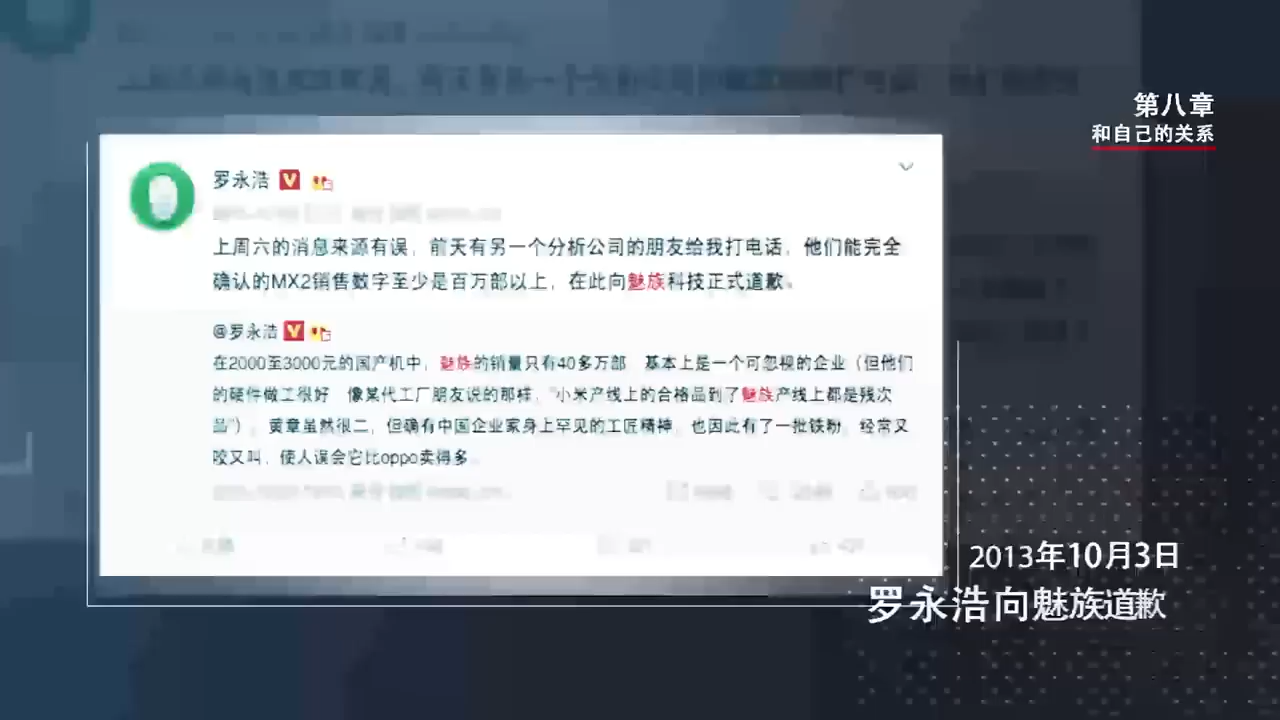 第八章
和自己的关系
罗永浩
上周六的消息来源有误，前天有另一个分析公司的朋友给我打电话，他们能完全
确认的MX2销售数字至少是百万部以上，在此向魅族科技正式道歉。
@罗永浩
在2000至3000元的国产机中，魅族的销量只有40多万部 基本上是一个可忽视的企业（但他们
的硬件做工很好 像某代工厂朋友说的那样，“小米产线上的合格品到了魅族产线上都是残次
品”），黄章虽然很二，但确有中国企业家身上罕见的工匠精神，也因此有了一批铁粉，经常又
咬又叫，使人误会它比oppo卖得多。
2013年10月3日
罗永浩向魅族道歉